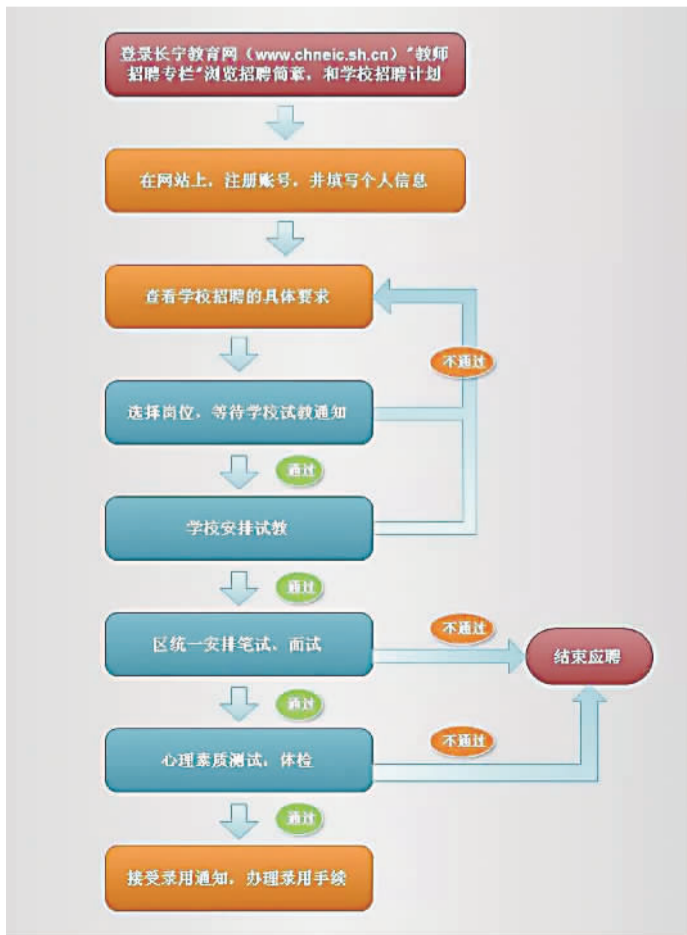 登录长宁教育网（www.chneic.sh.cn）"教师
招聘专栏"浏览招聘简章，和学校招聘计划
在网站上，注册账号，并填写个人信息
查看学校招聘的具体要求
不通过
选择岗位，等待学校试教通知
通过
学校安排试教
通过
区统一安排笔试、面试
不通过
结束应聘
通过
心理素质测试，体检
不通过
通过
接受录用通知，办理录用手续